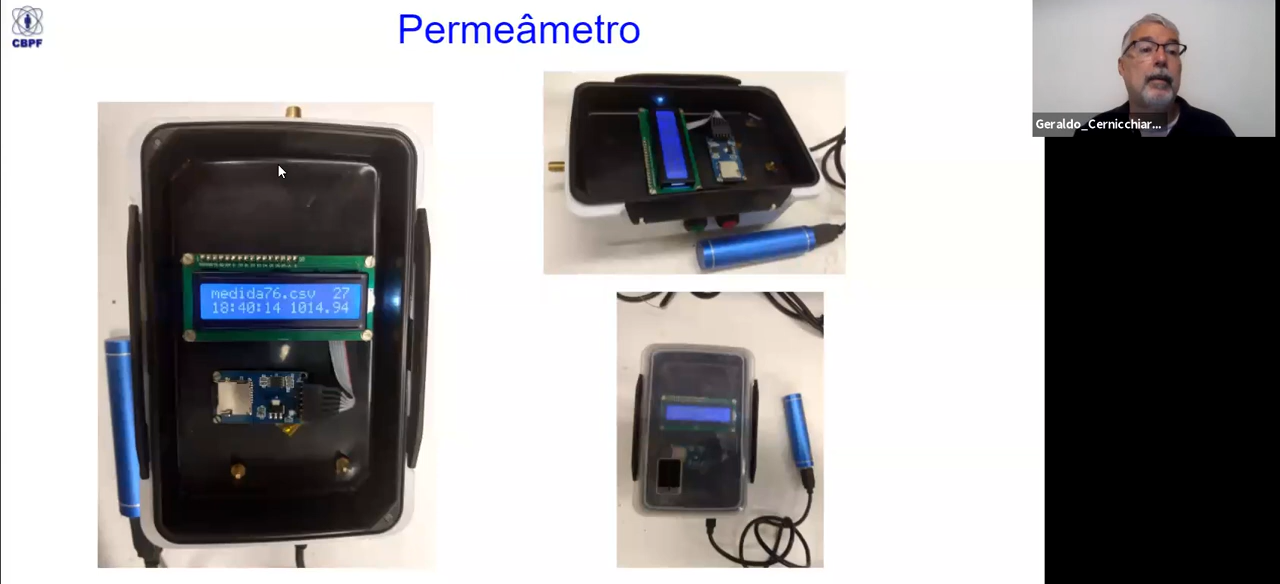 Permeâmetro
CBPF
Geraldo_Cernicchiar...
medida76.csv 27
18:40:14 1014.94